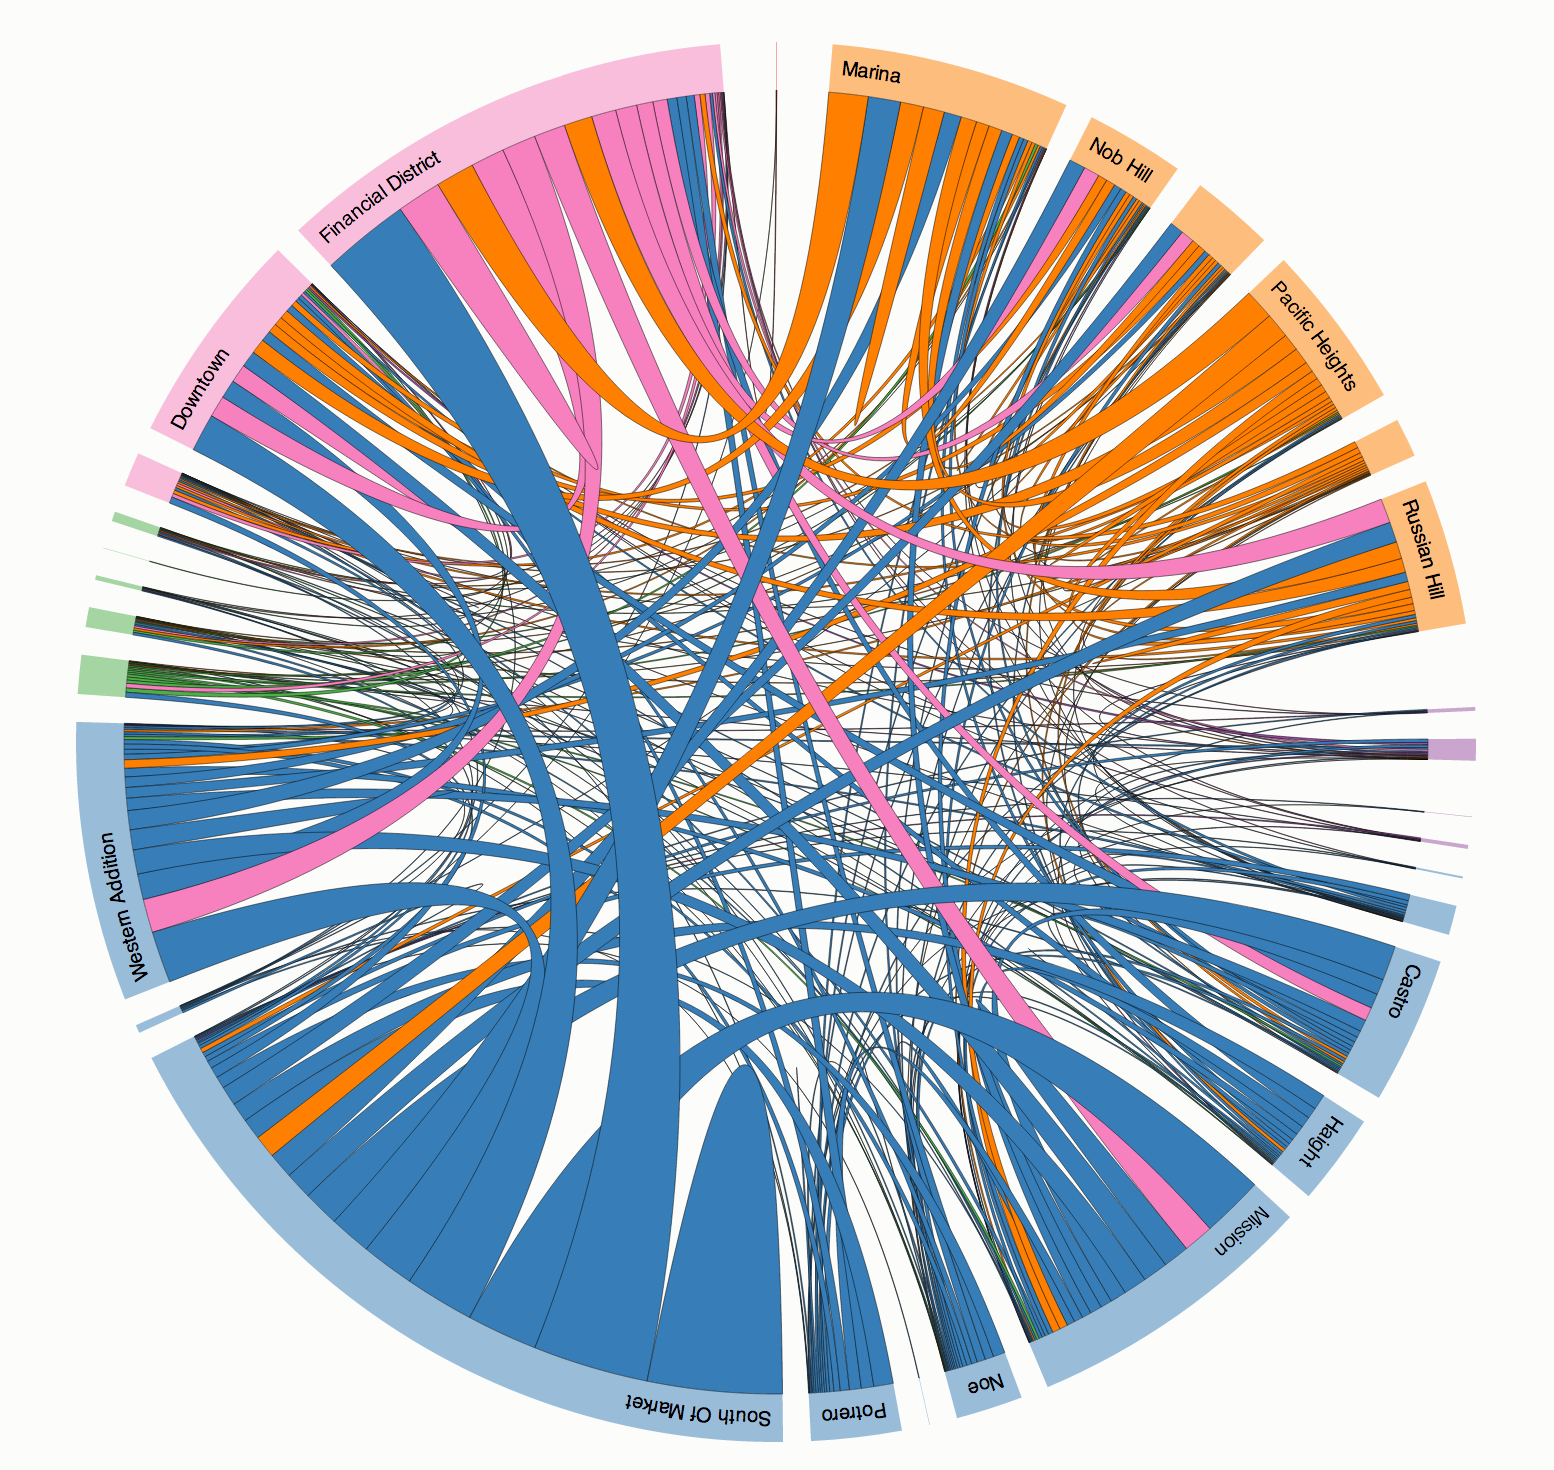 Marina
Nob Hill
Pacific Heights
Russian Hill
Castro
Haight
Mission
Noe
Potrero
South Of Market
Western Addition
Downtown
Financial District